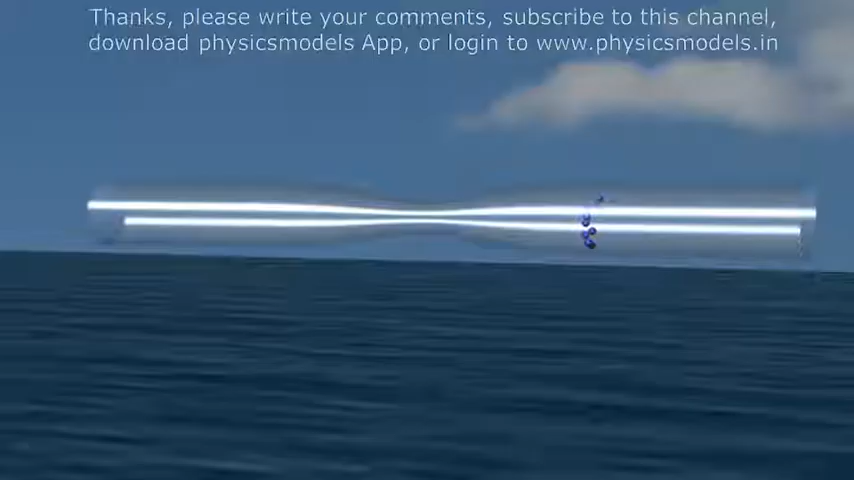 Thanks, please write your comments, subscribe to this channel,
download physicsmodels App, or login to www.physicsmodels.in